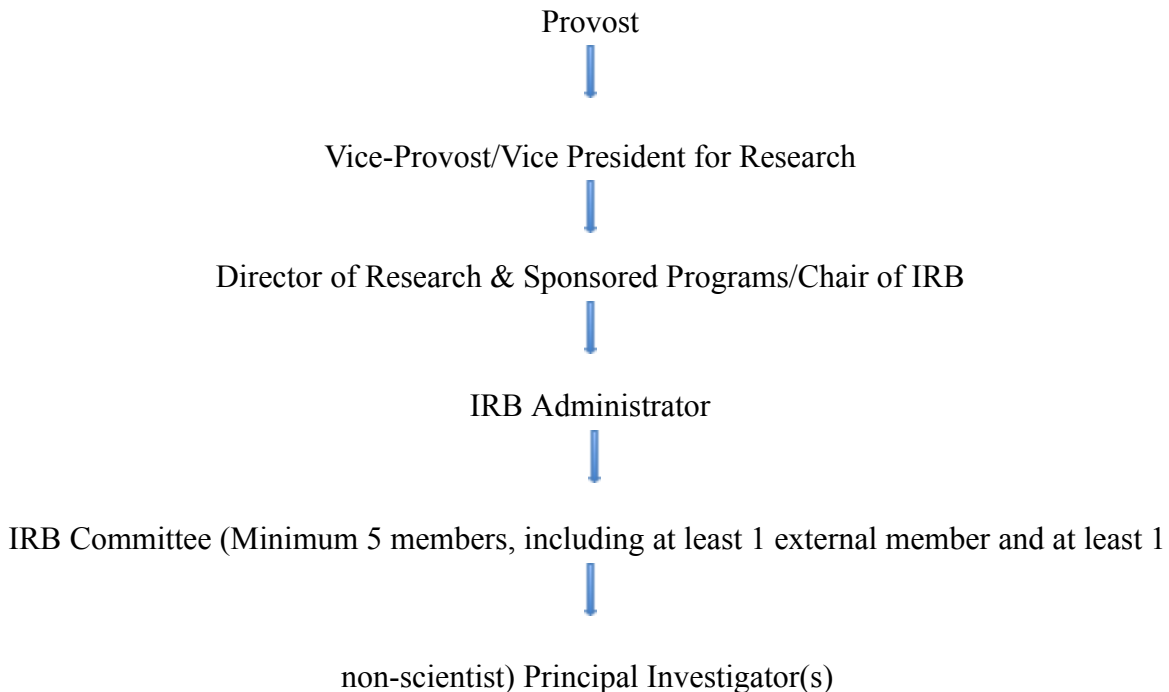 Provost
Vice-Provost/Vice President for Research
Director of Research & Sponsored Programs/Chair of IRB
IRB Administrator
IRB Committee (Minimum 5 members, including at least 1 external member and at least 1
non-scientist) Principal Investigator(s)